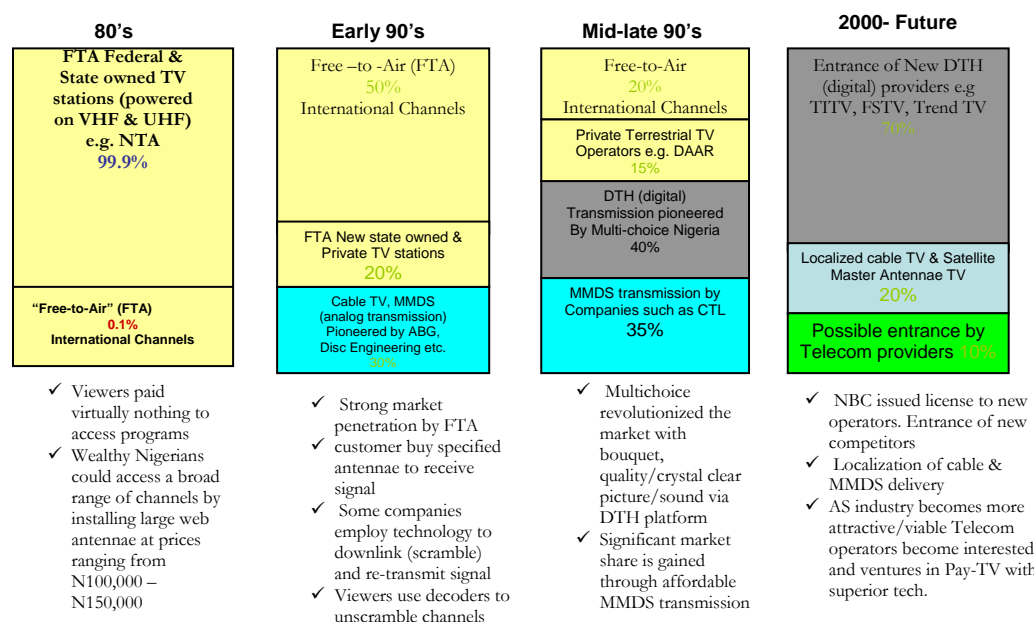 80's
FTA Federal &
State owned TV
stations (powered
on VHF & UHF)
e.g. NTA
99.9%
"Free-to-Air" (FTA)
0.1%
International Channels
✓ Viewers paid
virtually nothing to
access programs
✓ Wealthy Nigerians
could access a broad
range of channels by
installing large web
antennae at prices
ranging from
N100,000 –
N150,000
Early 90's
Free –to -Air (FTA)
50%
International Channels
FTA New state owned &
Private TV stations
20%
Cable TV, MMDS
(analog transmission)
Pioneered by ABG,
Disc Engineering etc.
30%
✓ Strong market
penetration by FTA
✓ customer buy specified
antennae to receive
signal
✓ Some companies
employ technology to
downlink (scramble)
and re-transmit signal
✓ Viewers use decoders to
unscramble channels
Mid-late 90's
Free-to-Air
20%
International Channels
Private Terrestrial TV
Operators e.g. DAAR
15%
DTH (digital)
Transmission pioneered
By Multi-choice Nigeria
40%
MMDS transmission by
Companies such as CTL
35%
✓ Multichoice
revolutionized the
market with
bouquet,
quality/crystal clear
picture/sound via
DTH platform
✓ Significant market
share is gained
through affordable
MMDS transmission
2000- Future
Entrance of New DTH
(digital) providers e.g
TITV, FSTV, Trend TV
70%
Localized cable TV & Satellite
Master Antennae TV
20%
Possible entrance by
Telecom providers 10%
✓ NBC issued license to new
operators. Entrance of new
competitors
✓ Localization of cable &
MMDS delivery
✓ AS industry becomes more
attractive/viable Telecom
operators become interested
and ventures in Pay-TV with
superior tech.